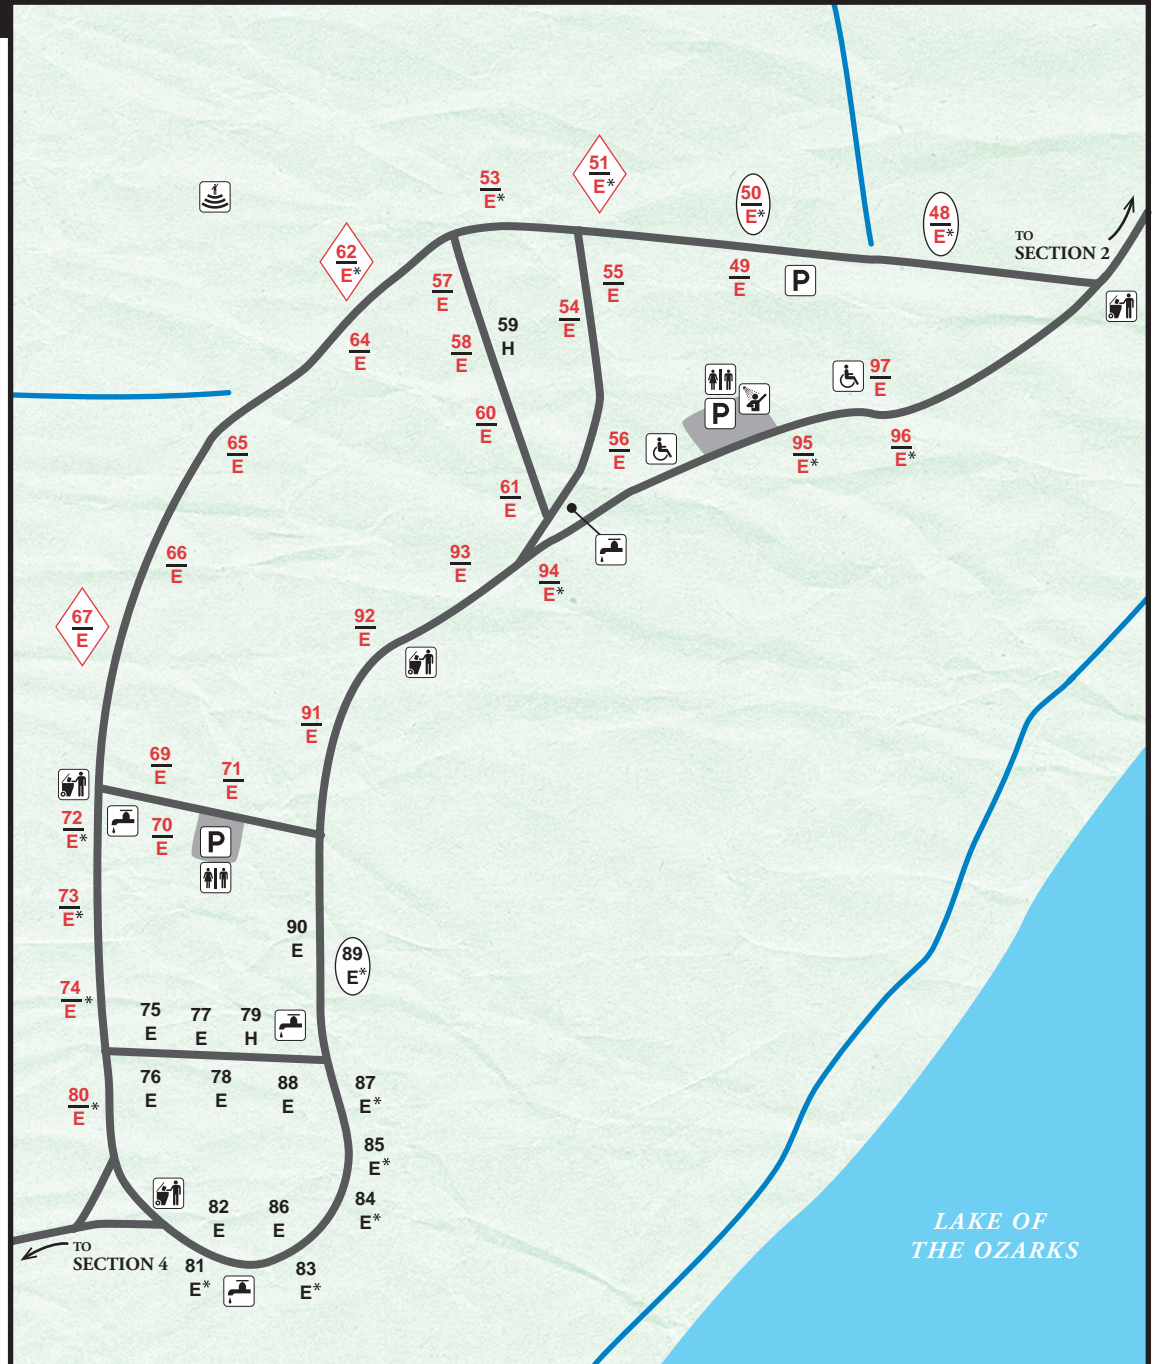 51
E*
53
E*
50
E*
48
E*
TO
SECTION 2
62
E*
57
E
55
E
49
E
P
54
E
59
H
64
E
58
E
97
E
P
60
E
56
E
95
E*
96
E*
65
E
61
E
66
E
93
E
94
E*
67
E
92
E
91
E
69
E
71
E
72
E*
70
E
P
73
E*
90
E
89
E*
74
E*
75
E
77
E
79
H
76
E
78
E
88
E
87
E*
80
E*
85
E*
82
E
86
E
84
E*
LAKE OF
THE OZARKS
TO
SECTION 4
81
E*
83
E*